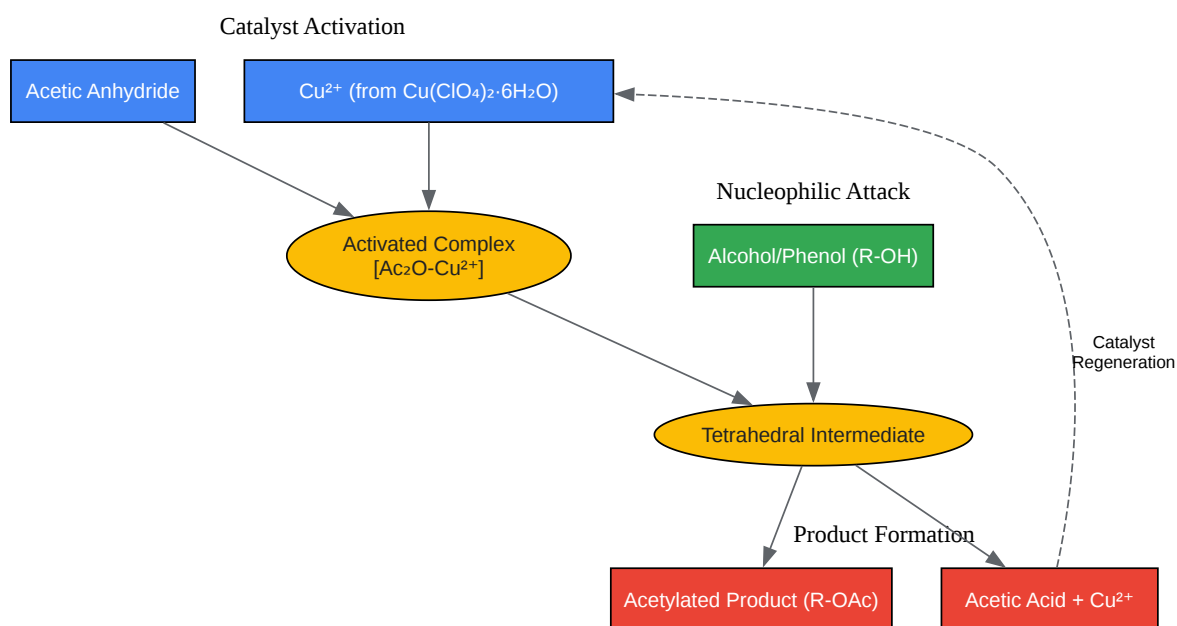 Catalyst Activation
Acetic Anhydride
Cu²⁺ (from Cu(ClO₄)₂·6H₂O)
Nucleophilic Attack
Activated Complex
[Ac₂O-Cu²⁺]
Alcohol/Phenol (R-OH)
Catalyst
Regeneration
Tetrahedral Intermediate
Product Formation
Acetylated Product (R-OAc)
Acetic Acid + Cu²⁺